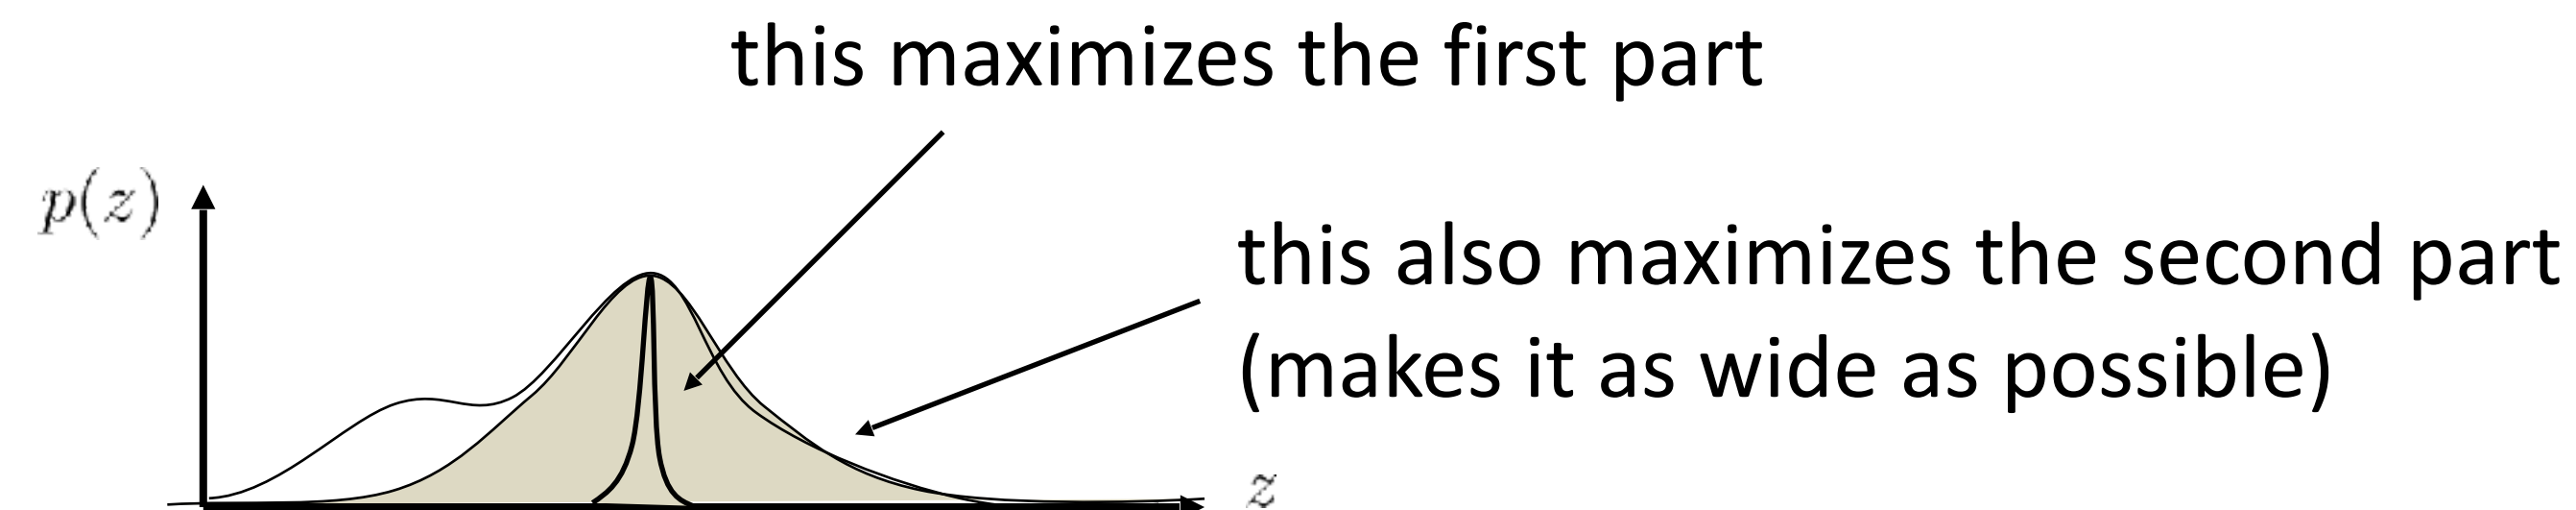 this maximizes the first part
p(z)
this also maximizes the second part
(makes it as wide as possible)
z